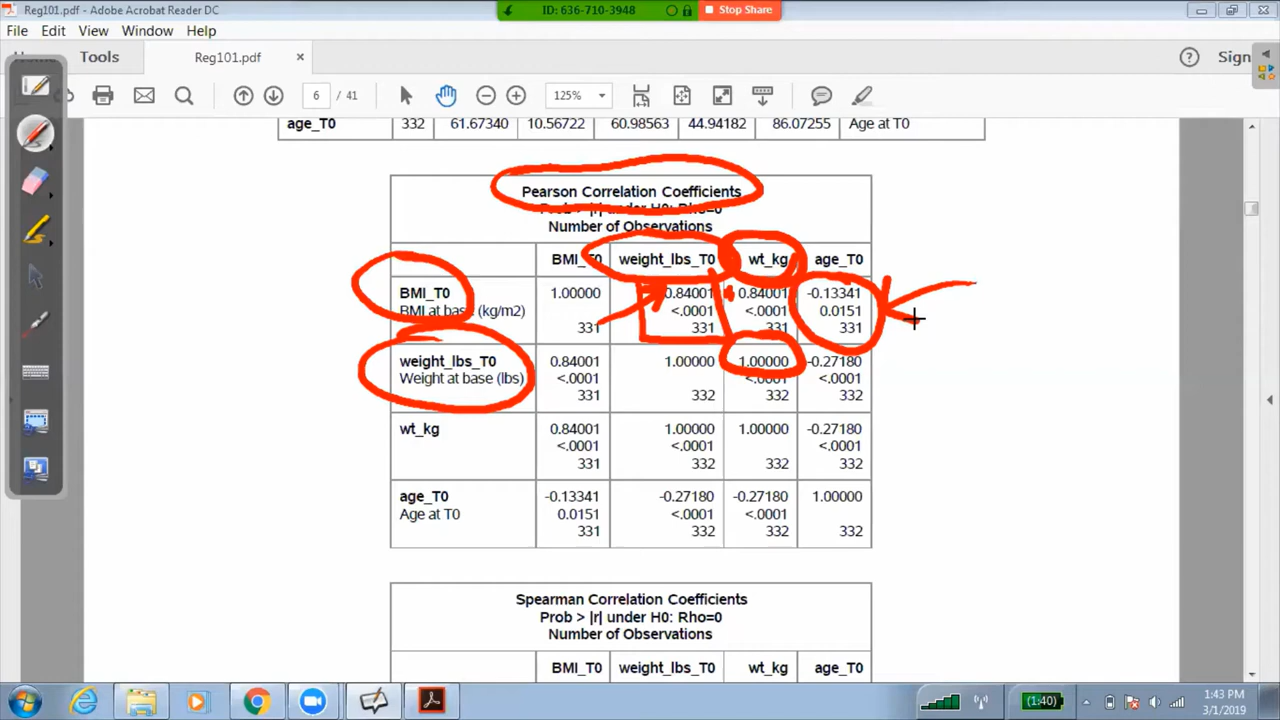 Reg101.pdf - Adobe Acrobat Reader DC
ID: 636-710-3948
Stop Share
File Edit View Window Help
Tools
Reg101.pdf
×
Sign
6 / 41
125%
age_T0 332 61.67340 10.56722 60.98563 44.94182 86.07255 Age at T0
Pearson Correlation Coefficients
Prob > |r| under H0: Rho=0
Number of Observations
BMI_T0 weight_lbs_T0 wt_kg age_T0
BMI_T0 1.00000 0.84001 0.84001 -0.13341
BMI at base (kg/m2) <.0001 <.0001 0.0151
331 331 331 331
weight_lbs_T0 0.84001 1.00000 1.00000 -0.27180
Weight at base (lbs) <.0001 <.0001 <.0001
331 332 332 332
wt_kg 0.84001 1.00000 1.00000 -0.27180
<.0001 <.0001 <.0001
331 332 332 332
age_T0 -0.13341 -0.27180 -0.27180 1.00000
Age at T0 0.0151 <.0001 <.0001
331 332 332 332
Spearman Correlation Coefficients
Prob > |r| under H0: Rho=0
Number of Observations
BMI_T0 weight_lbs_T0 wt_kg age_T0
(1:40)
1:43 PM
3/1/2019